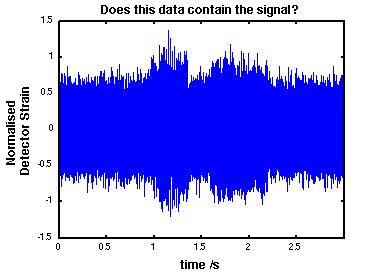 Does this data contain the signal?
1.5
1
0.5
0
-0.5
-1
-1.5
Normalised
Detector Strain
0 0.5 1 1.5 2 2.5
time /s